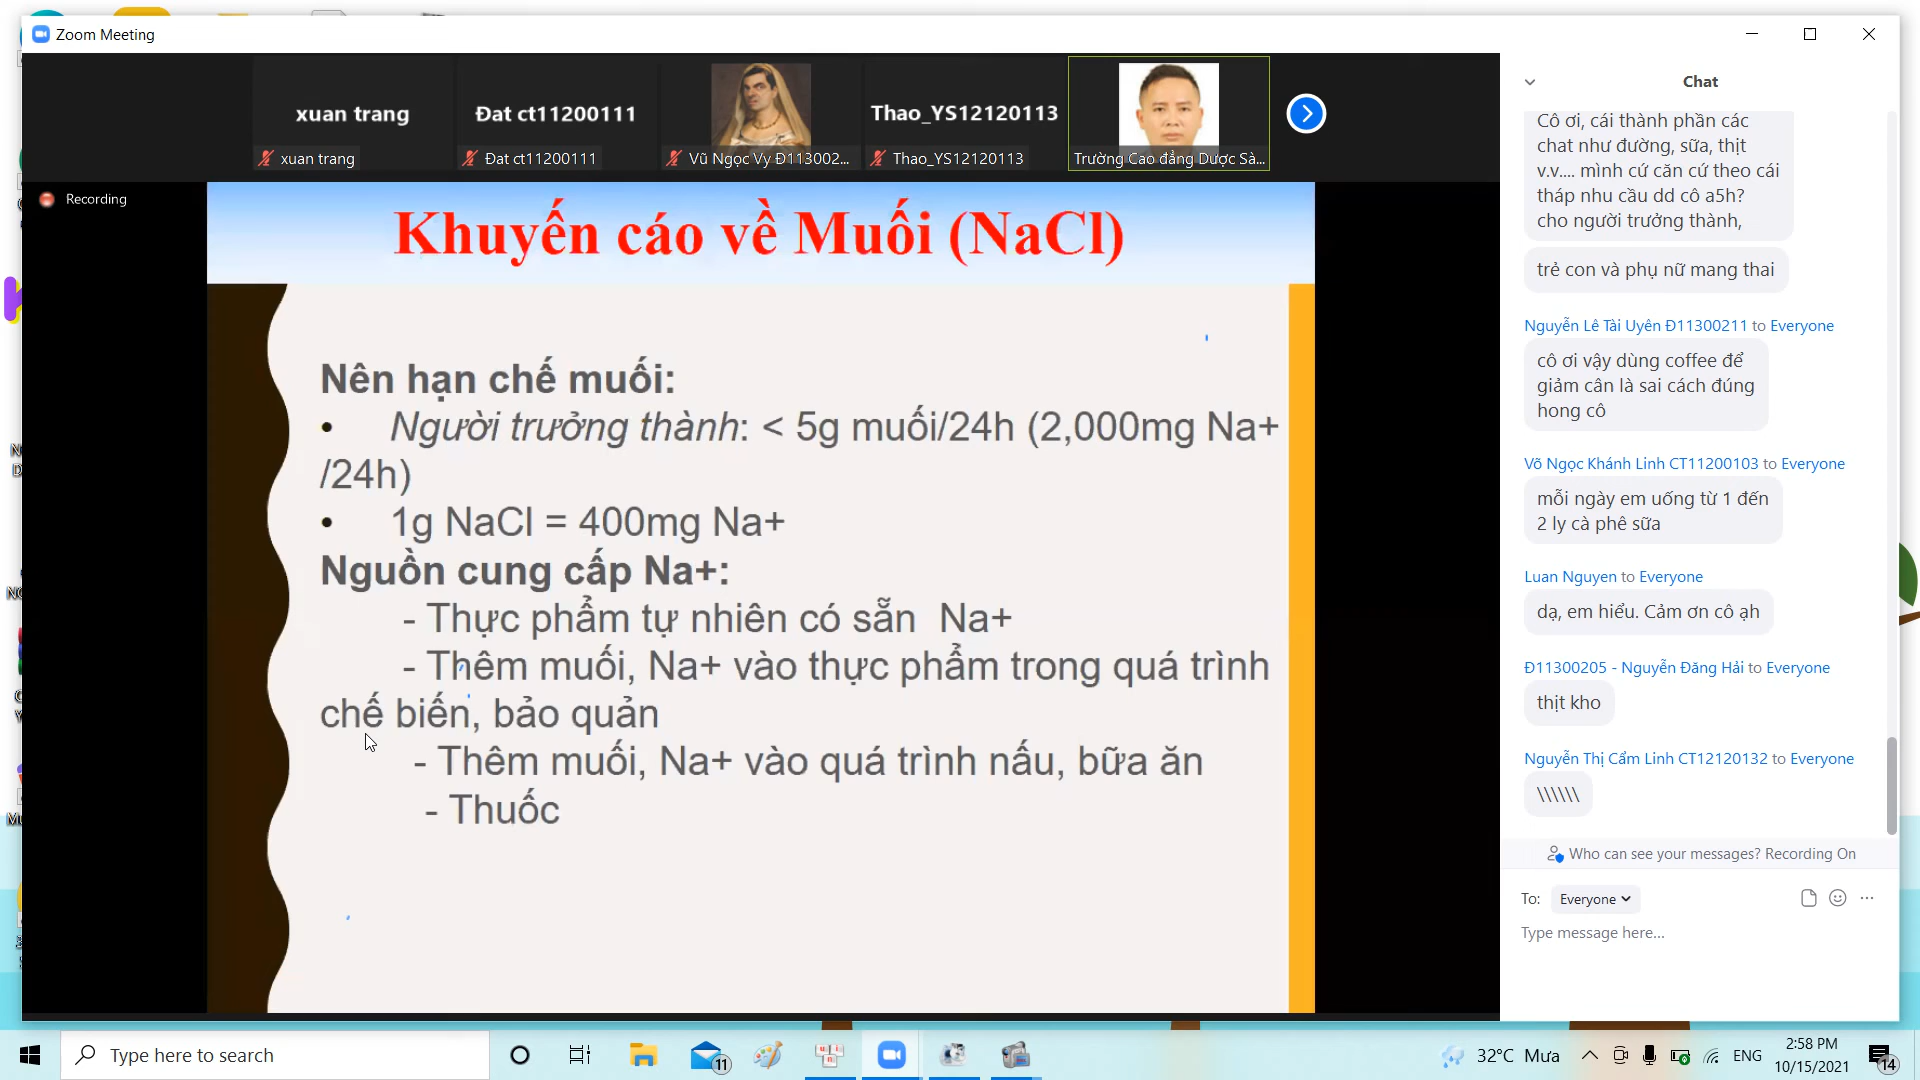 Zoom Meeting
xuan trang
Đat ct11200111
Thao_YS12120113
xuan trang
Đat ct11200111
Vũ Ngọc Vy Đ113002...
Thao_YS12120113
Trường Cao đẳng Dược Sà...
Recording
Khuyến cáo về Muối (NaCl)
Nên hạn chế muối:
• Người trưởng thành: < 5g muối/24h (2,000mg Na+
/24h)
• 1g NaCl = 400mg Na+
Nguồn cung cấp Na+:
- Thực phẩm tự nhiên có sẵn Na+
- Thêm muối, Na+ vào thực phẩm trong quá trình
chế biến, bảo quản
- Thêm muối, Na+ vào quá trình nấu, bữa ăn
- Thuốc
Chat
Cô ơi, cái thành phần các
chat như đường, sữa, thịt
v.v.... mình cứ căn cứ theo cái
tháp nhu cầu dd cô a5h?
cho người trưởng thành,
trẻ con và phụ nữ mang thai
Nguyễn Lê Tài Uyên Đ11300211 to Everyone
cô ơi vậy dùng coffee để
giảm cân là sai cách đúng
hong cô
Võ Ngọc Khánh Linh CT11200103 to Everyone
mỗi ngày em uống từ 1 đến
2 ly cà phê sữa
Luan Nguyen to Everyone
dạ, em hiểu. Cảm ơn cô ạh
Đ11300205 - Nguyễn Đăng Hải to Everyone
thịt kho
Nguyễn Thị Cẩm Linh CT12120132 to Everyone
\\\\\\
Who can see your messages? Recording On
To: Everyone
Type message here...
Type here to search
11
32°C Mưa
ENG
2:58 PM
10/15/2021
14